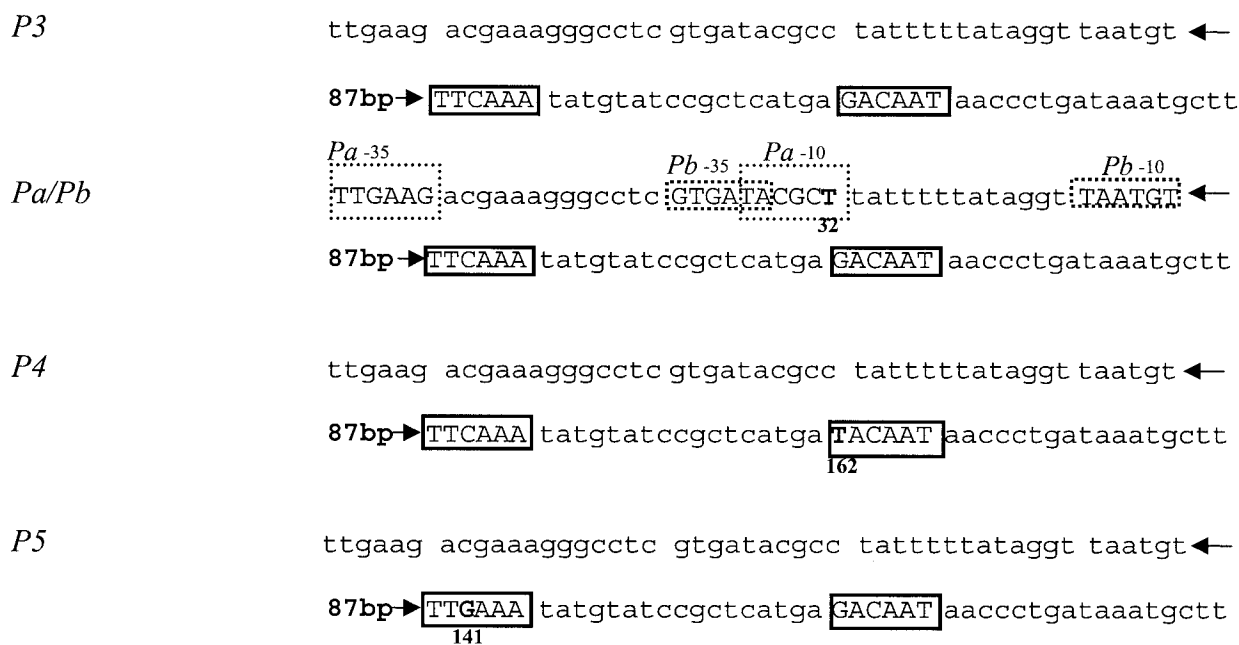 P3 ttgaag acgaaagggcctc gtgatacgcc tatttttataggt taatgt ←
87bp→ TTCAAA tatgtatccgctcatga GACAAT aaccctgataaatgctt
Pa -35 Pb -35 Pa -10 Pb -10
Pa/Pb TTGAAG acgaaagggcctc GTGATACGCT tatttttataggt TAATGT ←
32
87bp→ TTCAAA tatgtatccgctcatga GACAAT aaccctgataaatgctt
P4 ttgaag acgaaagggcctc gtgatacgcc tatttttataggt taatgt ←
87bp→ TTCAAA tatgtatccgctcatga TACAAT aaccctgataaatgctt
162
P5 ttgaag acgaaagggcctc gtgatacgcc tatttttataggt taatgt ←
87bp→ TTGAAA tatgtatccgctcatga GACAAT aaccctgataaatgctt
141